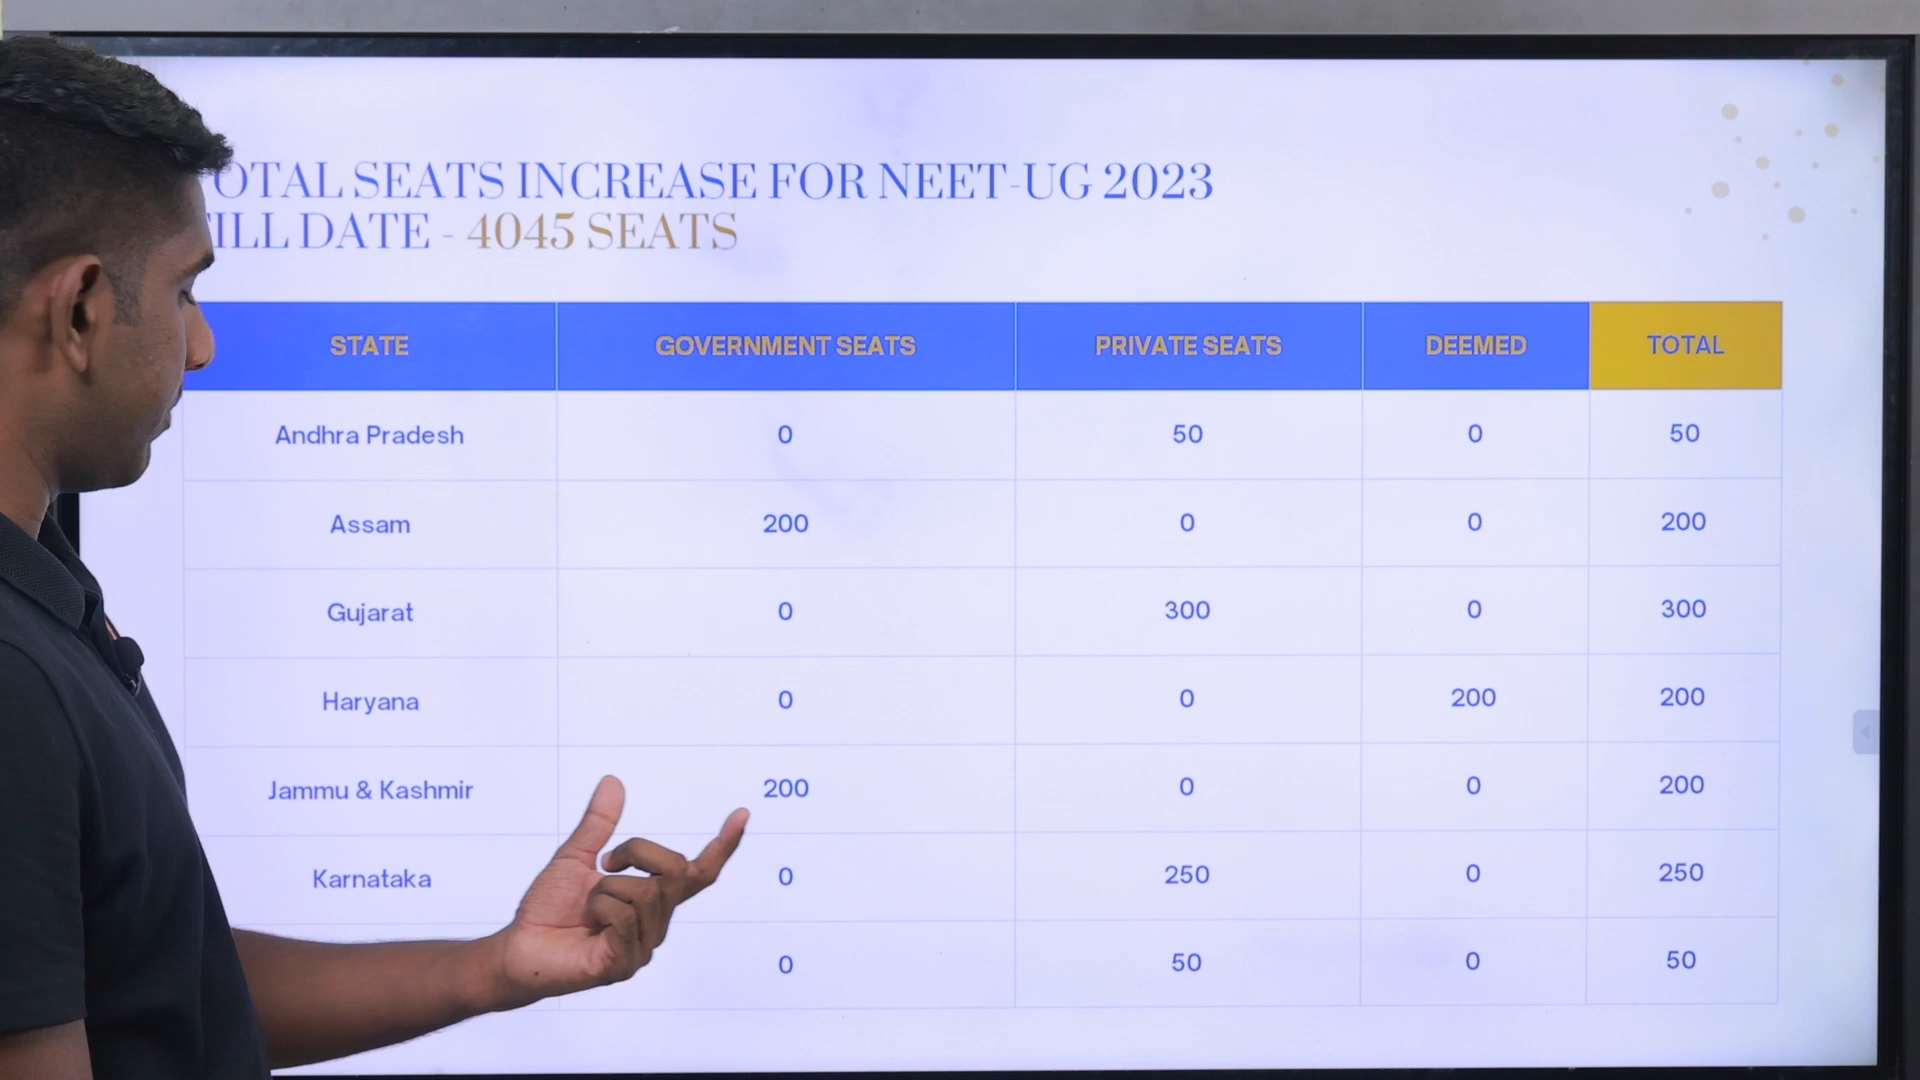 OTAL SEATS INCREASE FOR NEET-UG 2023
ILL DATE - 4045 SEATS
STATE GOVERNMENT SEATS PRIVATE SEATS DEEMED TOTAL
Andhra Pradesh 0 50 0 50
Assam 200 0 0 200
Gujarat 0 300 0 300
Haryana 0 0 200 200
Jammu & Kashmir 200 0 0 200
Karnataka 0 250 0 250
0 50 0 50